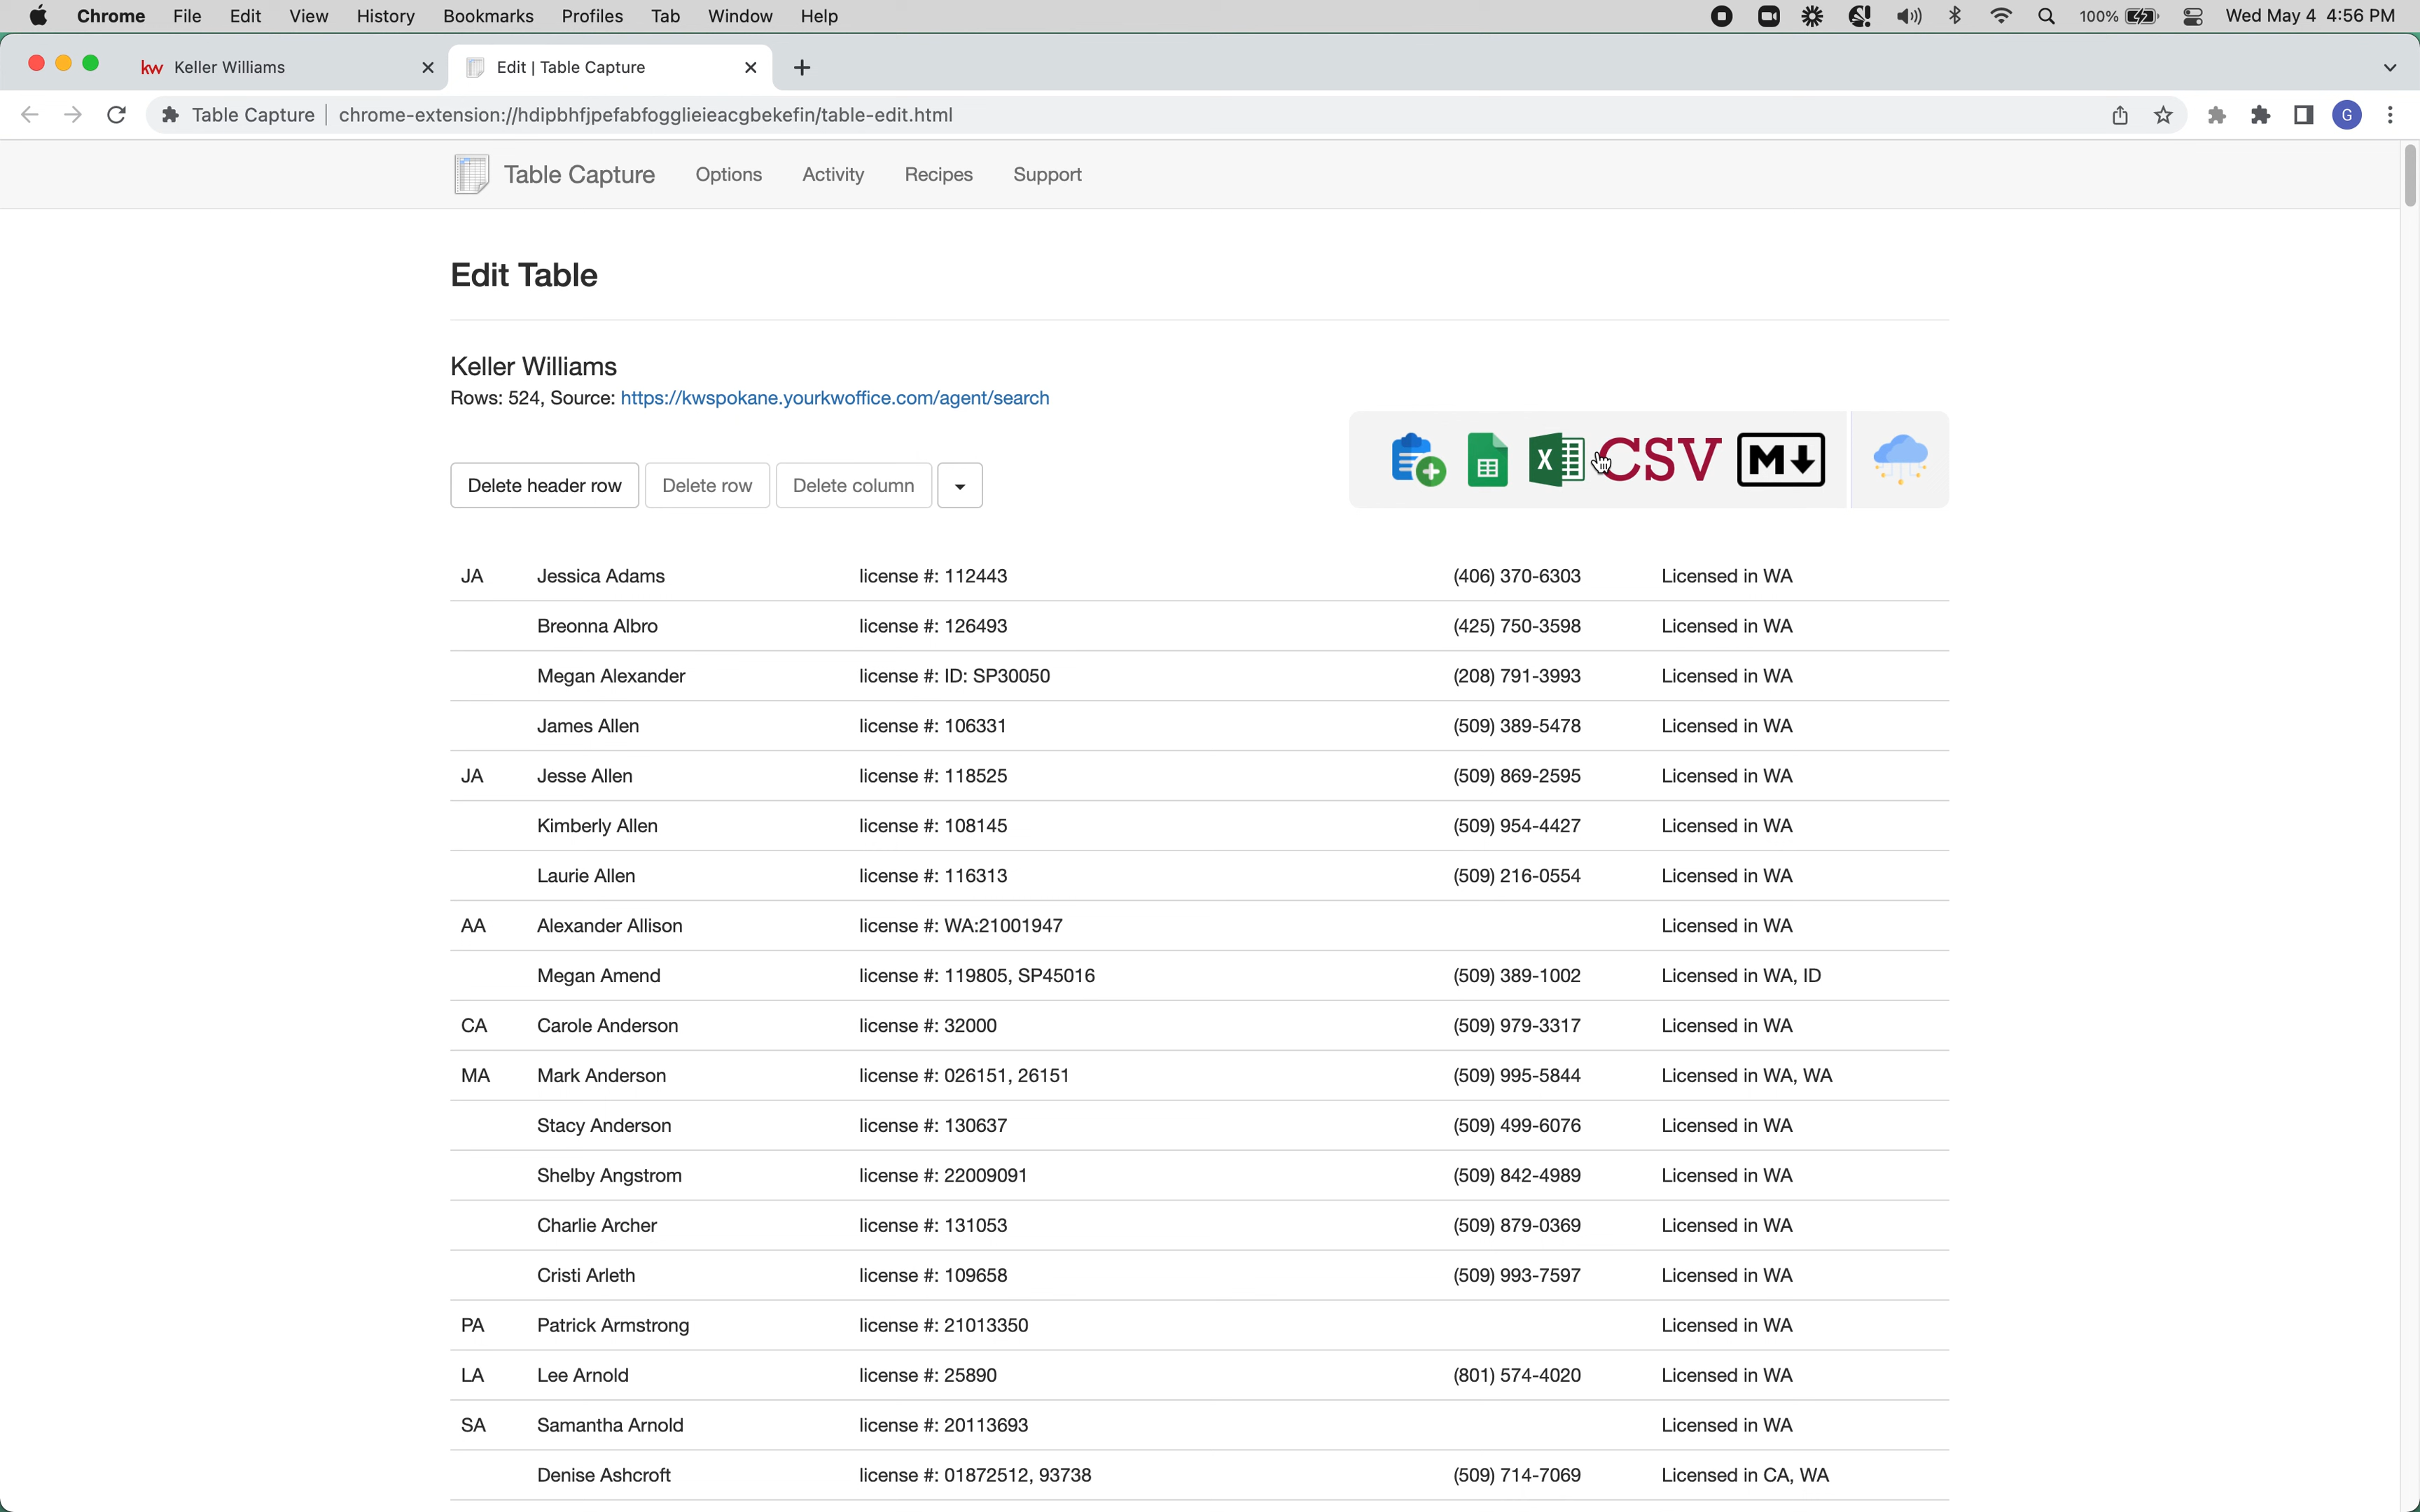 Chrome File Edit View History Bookmarks Profiles Tab Window Help 100% Wed May 4 4:56 PM
kw Keller Williams Edit | Table Capture
Table Capture | chrome-extension://hdipbhfjpefabfogglieieacgbekefin/table-edit.html G
Table Capture Options Activity Recipes Support
Edit Table
Keller Williams
Rows: 524, Source: https://kwspokane.yourkwoffice.com/agent/search
X CSV M
Delete header row Delete row Delete column
JA Jessica Adams license #: 112443 (406) 370-6303 Licensed in WA
Breonna Albro license #: 126493 (425) 750-3598 Licensed in WA
Megan Alexander license #: ID: SP30050 (208) 791-3993 Licensed in WA
James Allen license #: 106331 (509) 389-5478 Licensed in WA
JA Jesse Allen license #: 118525 (509) 869-2595 Licensed in WA
Kimberly Allen license #: 108145 (509) 954-4427 Licensed in WA
Laurie Allen license #: 116313 (509) 216-0554 Licensed in WA
AA Alexander Allison license #: WA:21001947 Licensed in WA
Megan Amend license #: 119805, SP45016 (509) 389-1002 Licensed in WA, ID
CA Carole Anderson license #: 32000 (509) 979-3317 Licensed in WA
MA Mark Anderson license #: 026151, 26151 (509) 995-5844 Licensed in WA, WA
Stacy Anderson license #: 130637 (509) 499-6076 Licensed in WA
Shelby Angstrom license #: 22009091 (509) 842-4989 Licensed in WA
Charlie Archer license #: 131053 (509) 879-0369 Licensed in WA
Cristi Arleth license #: 109658 (509) 993-7597 Licensed in WA
PA Patrick Armstrong license #: 21013350 Licensed in WA
LA Lee Arnold license #: 25890 (801) 574-4020 Licensed in WA
SA Samantha Arnold license #: 20113693 Licensed in WA
Denise Ashcroft license #: 01872512, 93738 (509) 714-7069 Licensed in CA, WA